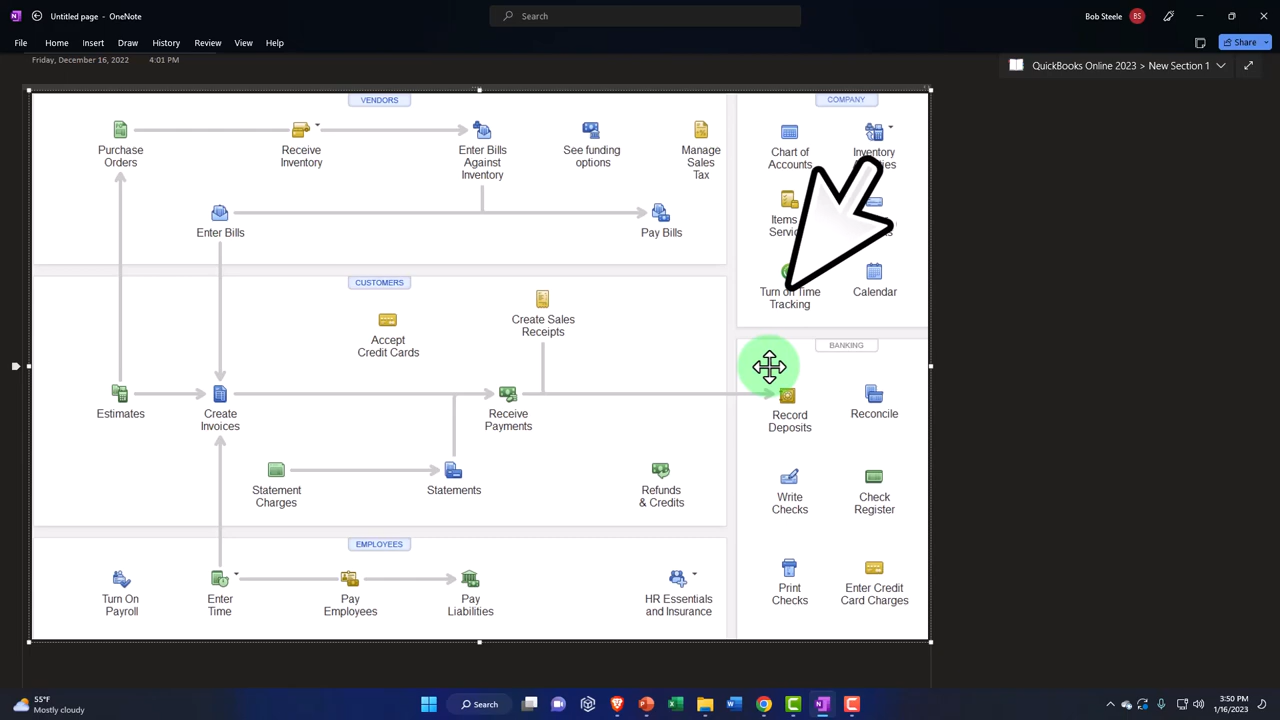 Untitled page - OneNote
Search
Bob Steele
BS
File Home Insert Draw History Review View Help
Share
Friday, December 16, 2022 4:01 PM
QuickBooks Online 2023 > New Section 1
VENDORS
Purchase
Orders
Receive
Inventory
Enter Bills
Against
Inventory
See funding
options
Manage
Sales
Tax
Enter Bills
Pay Bills
COMPANY
Chart of
Accounts
Inventory
Items
Turn on Time
Tracking
Calendar
CUSTOMERS
Create Sales
Receipts
Accept
Credit Cards
Estimates
Create
Invoices
Receive
Payments
Statement
Charges
Statements
Refunds
& Credits
BANKING
Record
Deposits
Reconcile
Write
Checks
Check
Register
Print
Checks
Enter Credit
Card Charges
EMPLOYEES
Turn On
Payroll
Enter
Time
Pay
Employees
Pay
Liabilities
HR Essentials
and Insurance
55°F
Mostly cloudy
Search
3:50 PM
1/16/2023